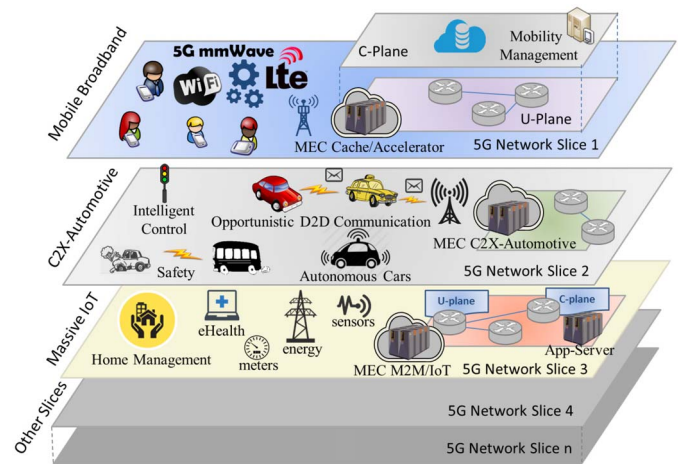 Mobile Broadband
5G mmWave
WiFi
Lte
C-Plane
Mobility
Management
U-Plane
MEC Cache/Accelerator
5G Network Slice 1
C2X-Automotive
Intelligent
Control
Opportunistic D2D Communication
MEC C2X-Automotive
Safety
Autonomous Cars
5G Network Slice 2
Massive IoT
Home Management
eHealth
meters
energy
sensors
U-plane
C-plane
MEC M2M/IoT
App-Server
5G Network Slice 3
Other Slices
5G Network Slice 4
5G Network Slice n